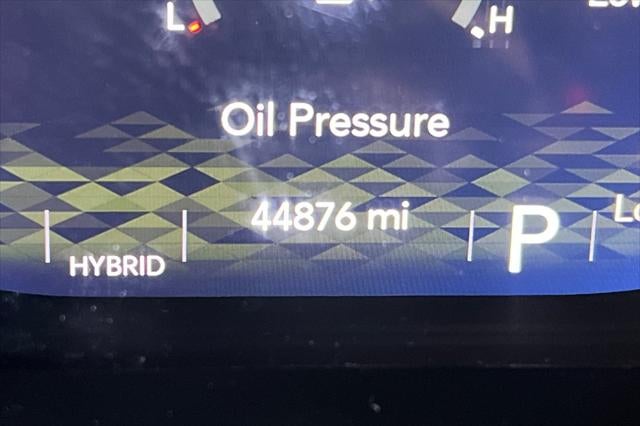 L H
Oil Pressure
44876 mi
HYBRID
P